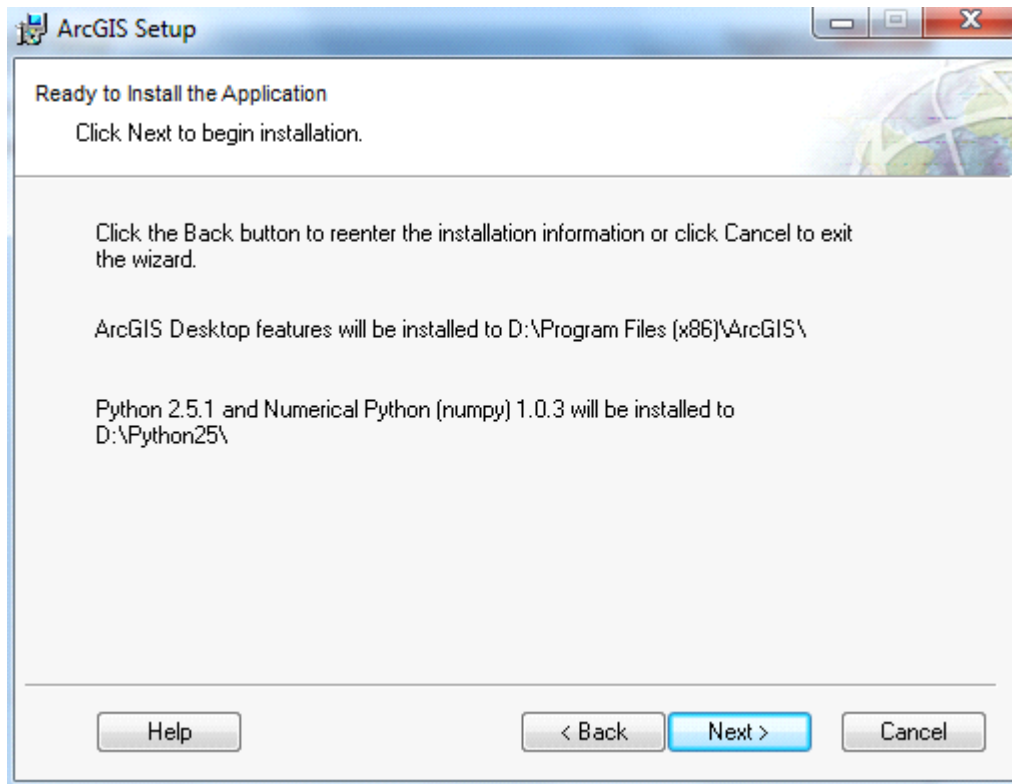 ArcGIS Setup
Ready to Install the Application
Click Next to begin installation.
Click the Back button to reenter the installation information or click Cancel to exit
the wizard.
ArcGIS Desktop features will be installed to D:\Program Files (x86)\ArcGIS\
Python 2.5.1 and Numerical Python (numpy) 1.0.3 will be installed to
D:\Python25\
Help < Back Next > Cancel